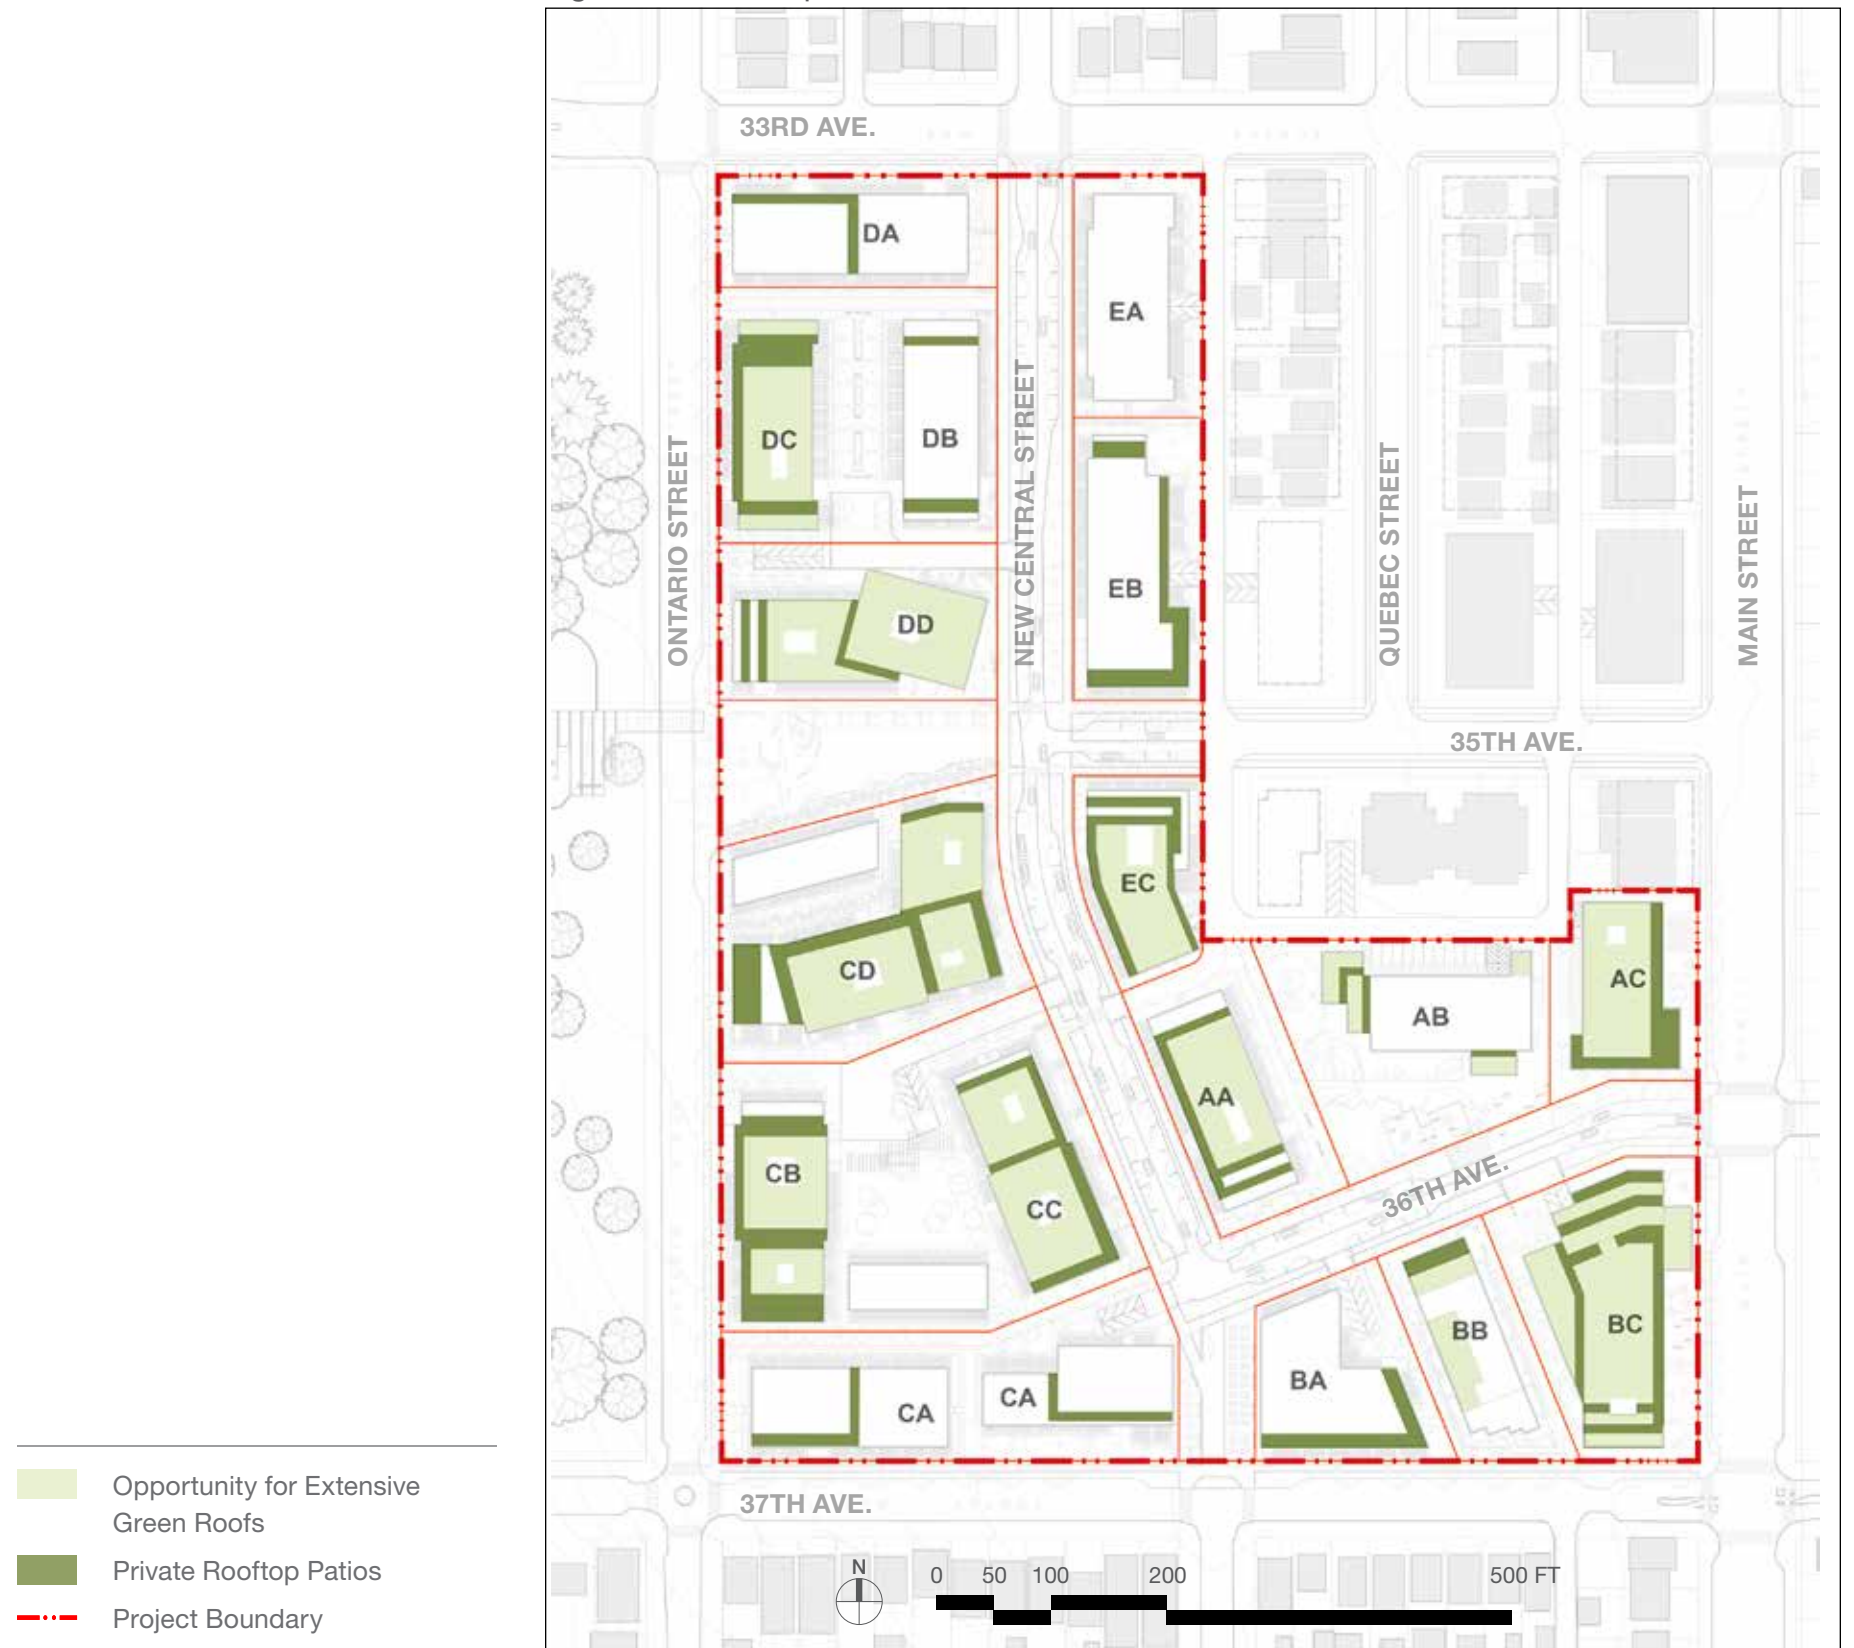 33RD AVE.
DA
EA
DC
DB
NEW CENTRAL STREET
ONTARIO STREET
QUEBEC STREET
MAIN STREET
EB
DD
35TH AVE.
EC
CD
AC
AB
AA
CB
CC
36TH AVE.
BC
BB
BA
CA
CA
37TH AVE.
Opportunity for Extensive
Green Roofs
Private Rooftop Patios
Project Boundary
N
0 50 100 200 500 FT